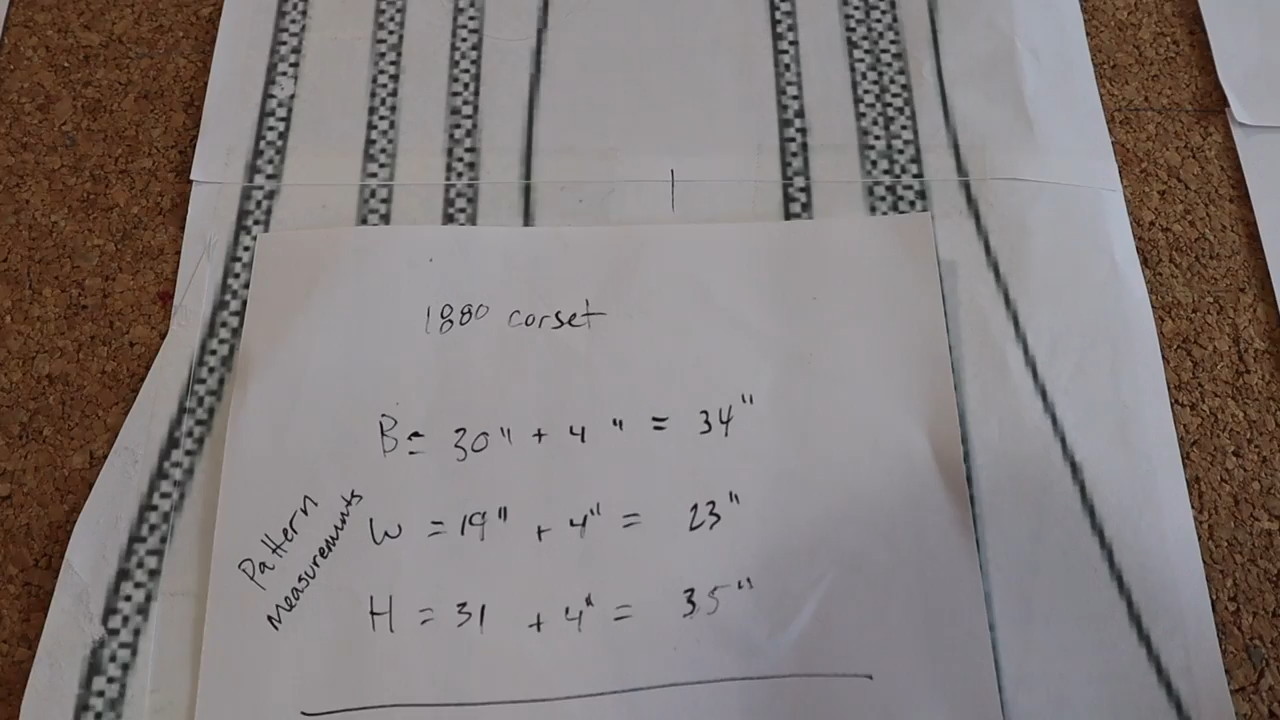 1880 corset
B = 30" + 4" = 34"
W = 19" + 4" = 23"
H = 31 + 4" = 35"
Pattern
Measurements